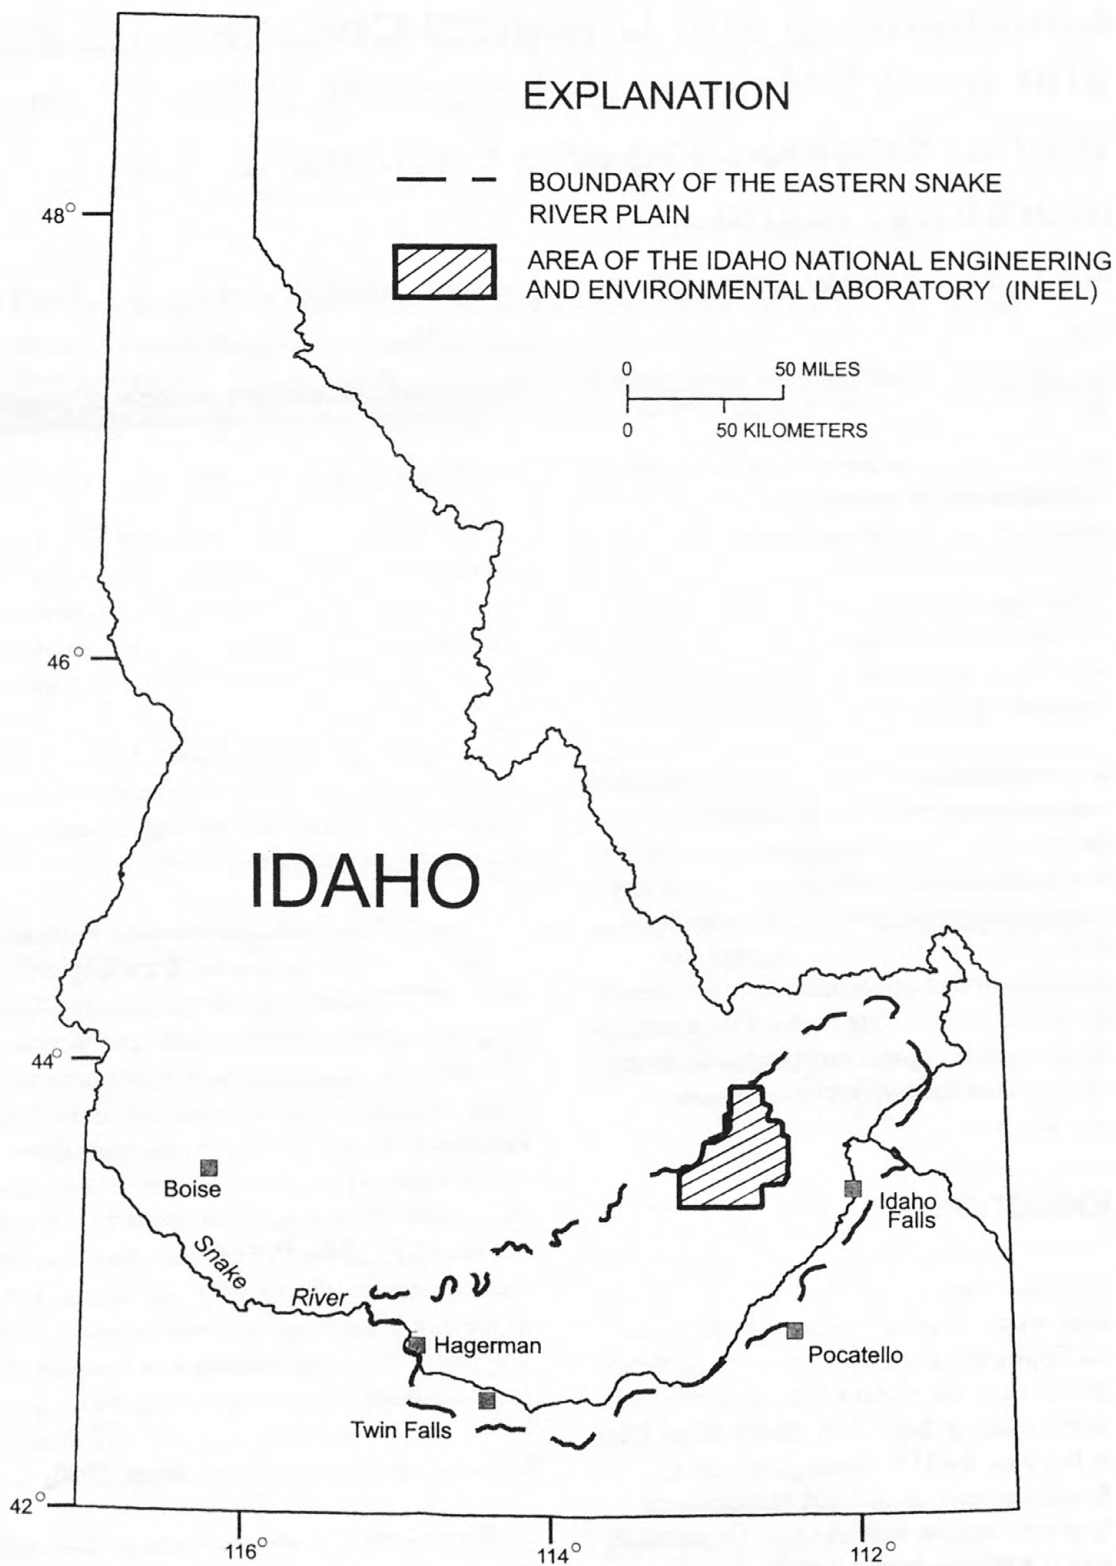 EXPLANATION
BOUNDARY OF THE EASTERN SNAKE
RIVER PLAIN
AREA OF THE IDAHO NATIONAL ENGINEERING
AND ENVIRONMENTAL LABORATORY (INEEL)
0 50 MILES
0 50 KILOMETERS
48°
46°
IDAHO
44°
Boise
Idaho
Falls
Snake
River
Hagerman
Pocatello
Twin Falls
42°
116° 114° 112°